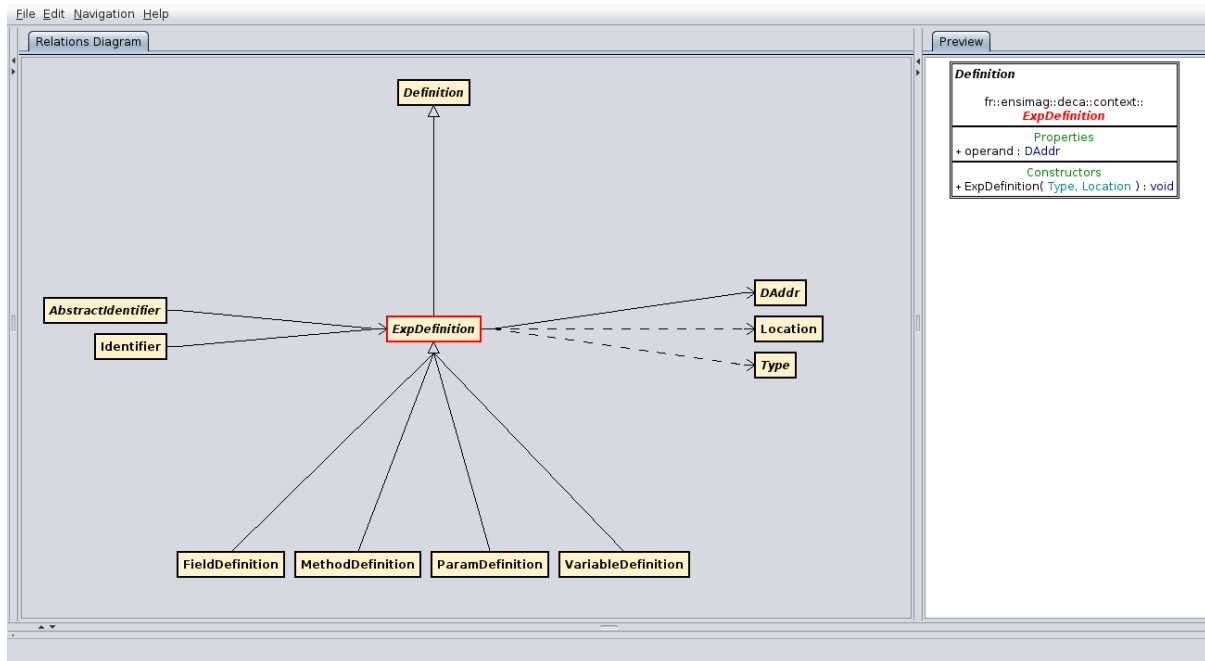 File Edit Navigation Help
Relations Diagram
Preview
Definition
AbstractIdentifier
Identifier
ExpDefinition
DAddr
Location
Type
FieldDefinition
MethodDefinition
ParamDefinition
VariableDefinition
Definition
fr::ensimag::deca::context::
ExpDefinition
Properties
+ operand : DAddr
Constructors
+ ExpDefinition( Type, Location ) : void